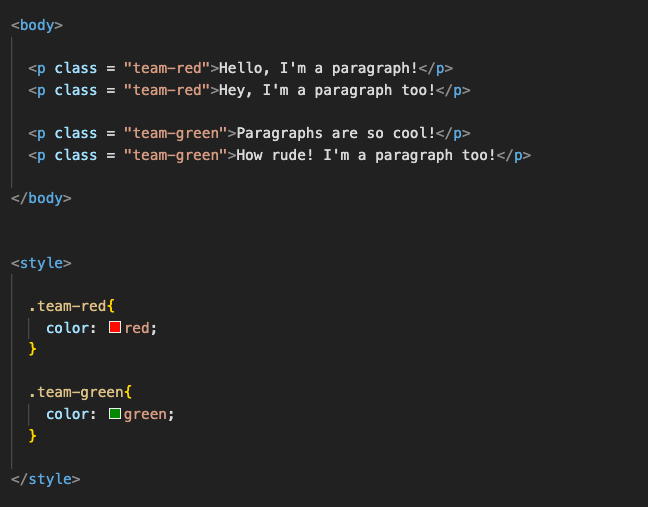 <body>
<p class = "team-red">Hello, I'm a paragraph!</p>
<p class = "team-red">Hey, I'm a paragraph too!</p>
<p class = "team-green">Paragraphs are so cool!</p>
<p class = "team-green">How rude! I'm a paragraph too!</p>
</body>
<style>
.team-red{
color: red;
}
.team-green{
color: green;
}
</style>